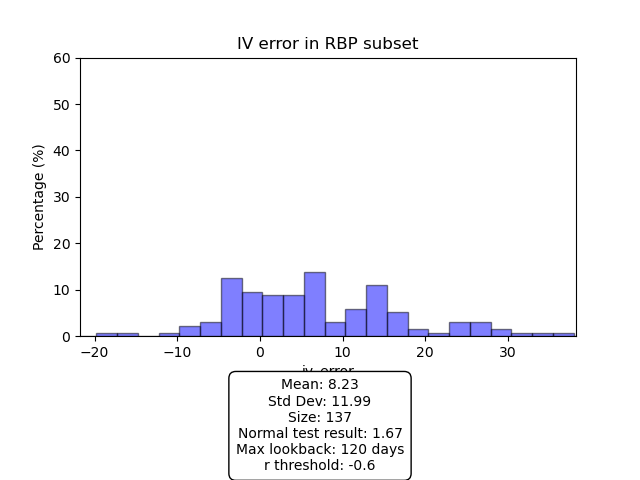 IV error in RBP subset
60
50
40
30
20
10
0
Percentage (%)
−20
−10
0
10
20
30
iv_error
Mean: 8.23
Std Dev: 11.99
Size: 137
Normal test result: 1.67
Max lookback: 120 days
r threshold: -0.6